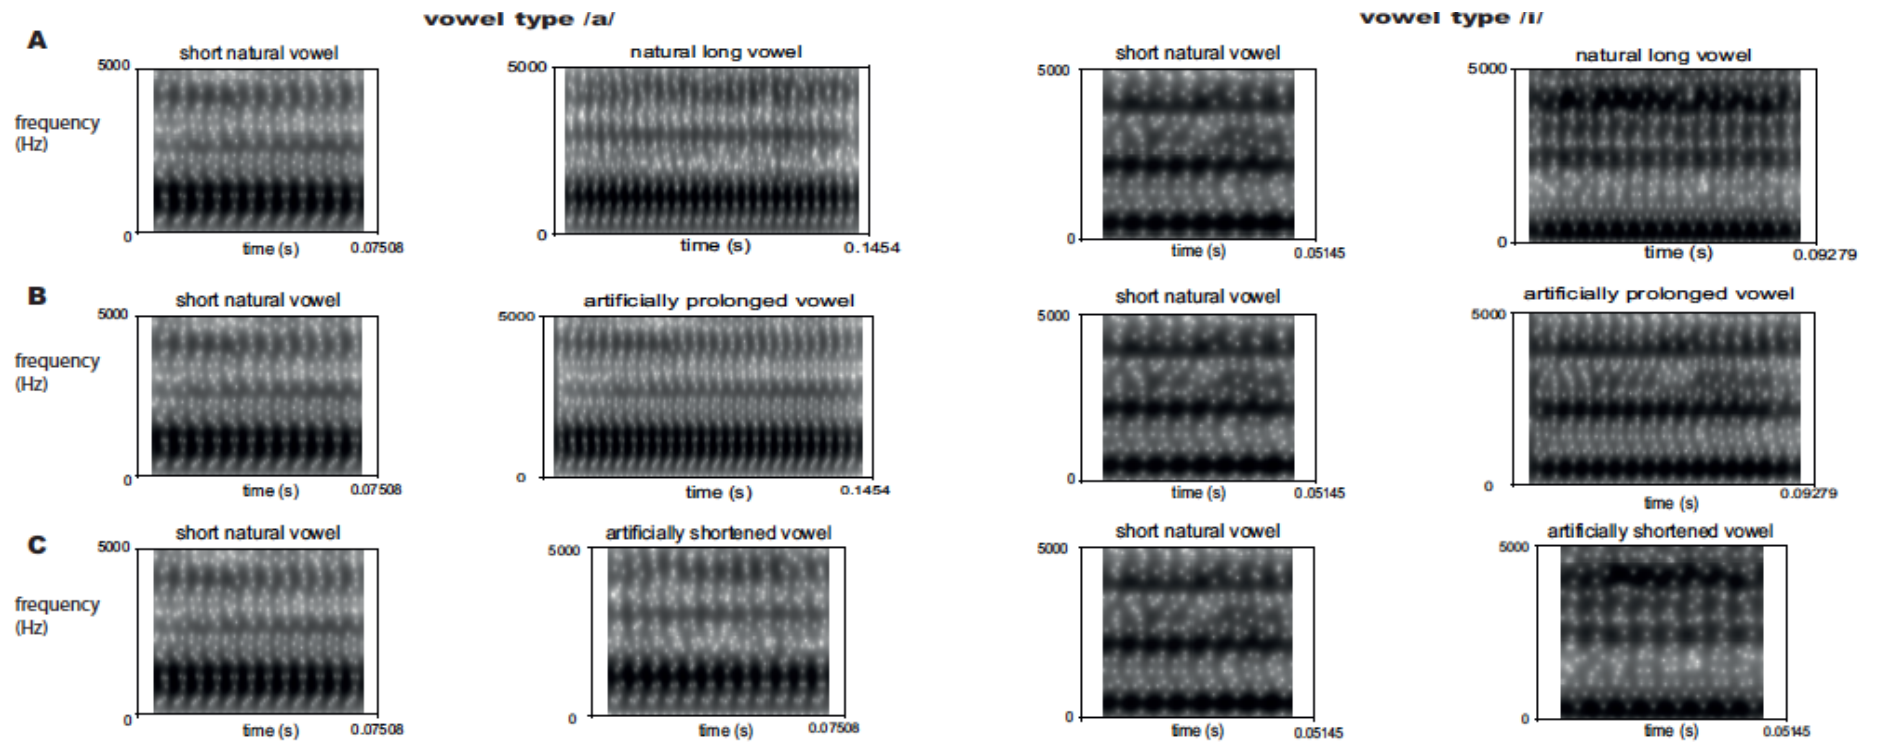 vowel type /a/
vowel type /i/
A
short natural vowel
natural long vowel
short natural vowel
natural long vowel
5000
5000
5000
5000
frequency
(Hz)
0
0
0
0
time (s)
0.07508
time (s)
0.1454
time (s)
0.05145
time (s)
0.09279
B
short natural vowel
artificially prolonged vowel
short natural vowel
artificially prolonged vowel
5000
5000
5000
5000
frequency
(Hz)
0
0
0
0
time (s)
0.07508
time (s)
0.1454
time (s)
0.05145
time (s)
0.09279
C
short natural vowel
artificially shortened vowel
short natural vowel
artificially shortened vowel
5000
5000
5000
5000
frequency
(Hz)
0
0
0
0
time (s)
0.07508
time (s)
0.07508
time (s)
0.05145
time (s)
0.05145